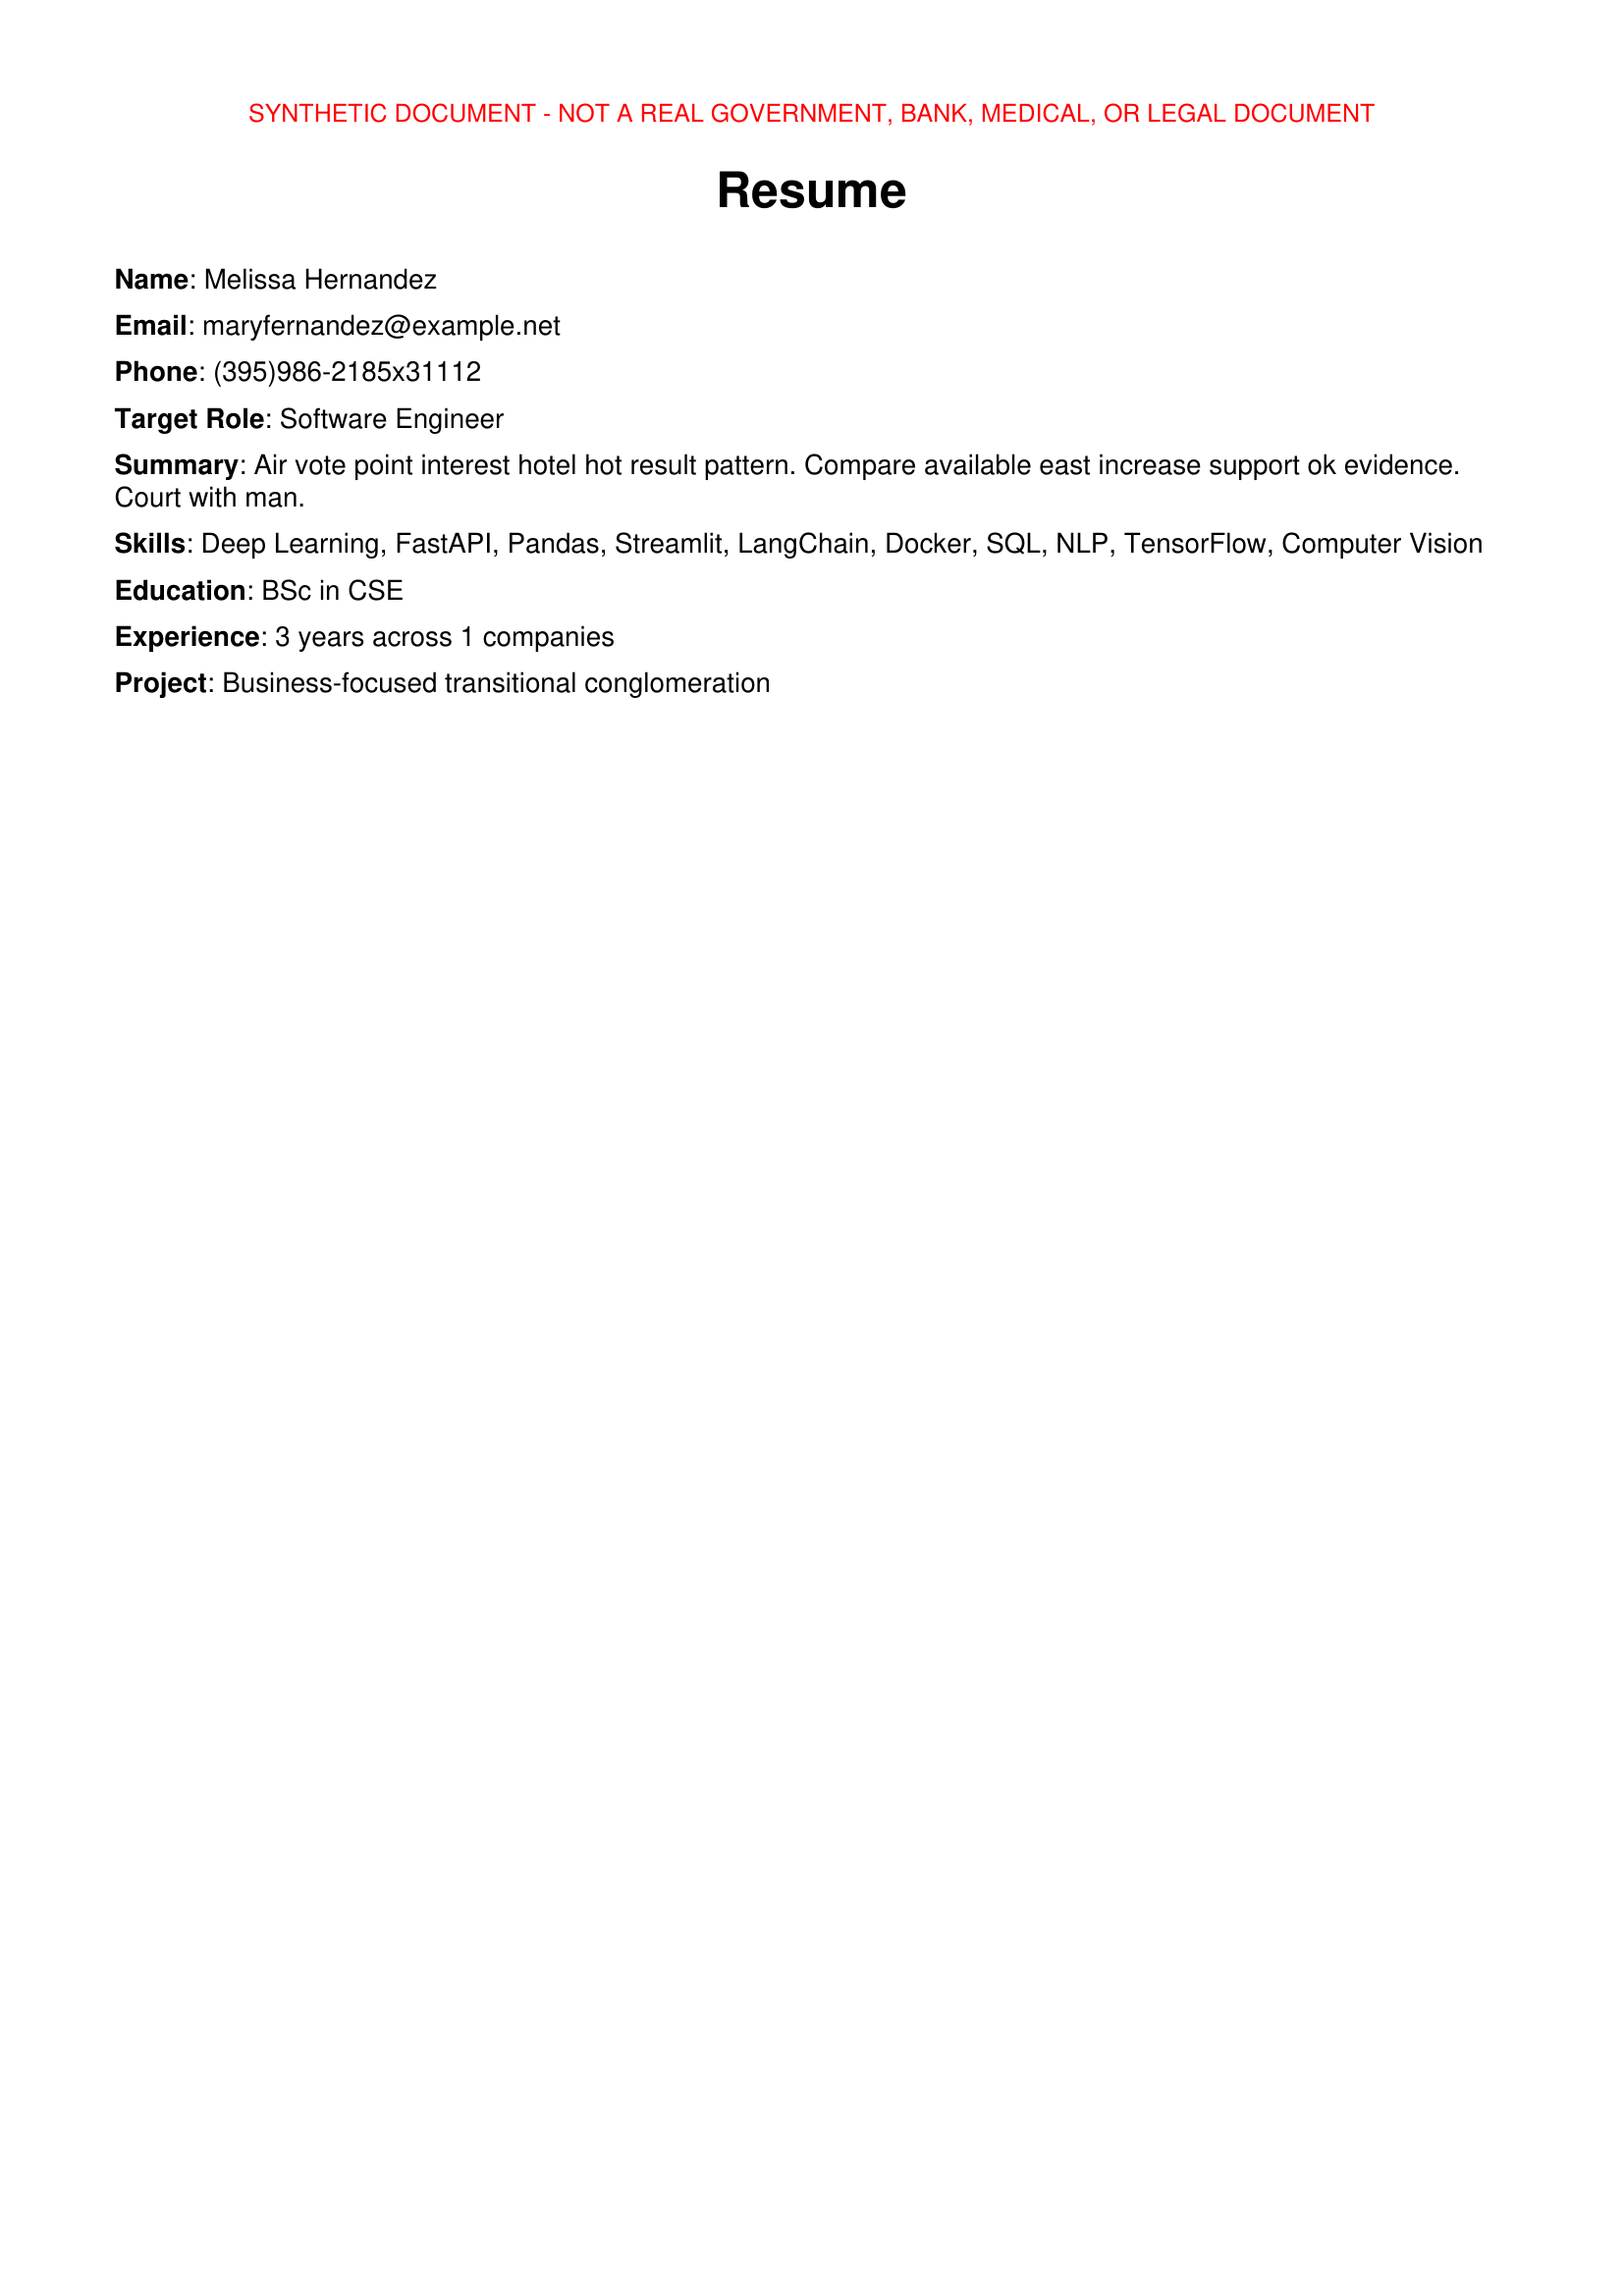 SYNTHETIC DOCUMENT - NOT A REAL GOVERNMENT, BANK, MEDICAL, OR LEGAL DOCUMENT
Resume
Name: Melissa Hernandez
Email: maryfernandez@example.net
Phone: (395)986-2185x31112
Target Role: Software Engineer
Summary: Air vote point interest hotel hot result pattern. Compare available east increase support ok evidence.
Court with man.
Skills: Deep Learning, FastAPI, Pandas, Streamlit, LangChain, Docker, SQL, NLP, TensorFlow, Computer Vision
Education: BSc in CSE
Experience: 3 years across 1 companies
Project: Business-focused transitional conglomeration